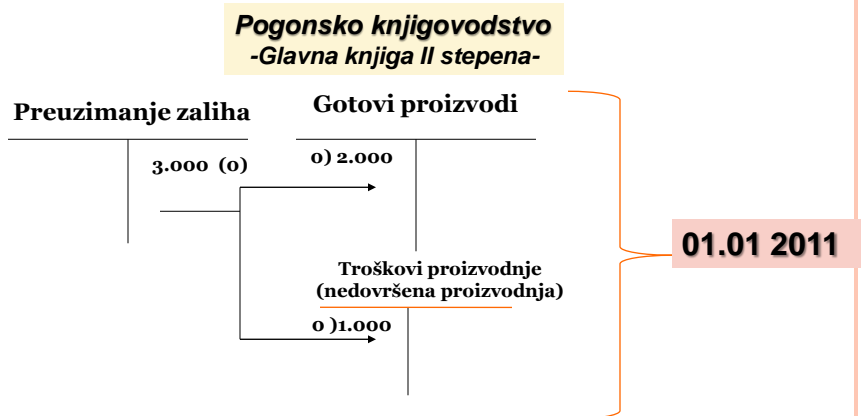 Pogonsko knjigovodstvo
-Glavna knjiga II stepena-
Preuzimanje zaliha
Gotovi proizvodi
3.000 (0)
0) 2.000
01.01 2011
Troškovi proizvodnje
(nedovršena proizvodnja)
0 )1.000